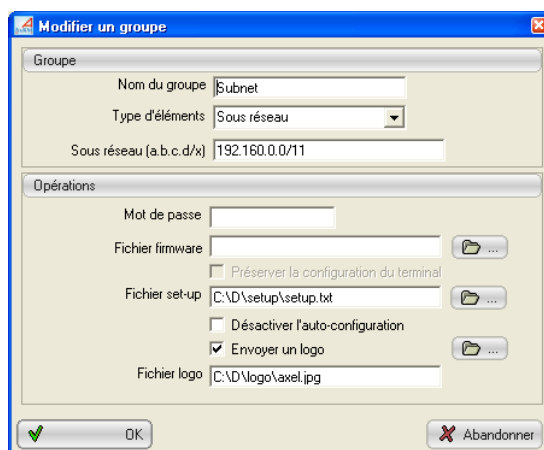 Modifier un groupe
Groupe
Nom du groupe Subnet
Type d'éléments Sous réseau
Sous réseau (a.b.c.d/x) 192.160.0.0/11
Opérations
Mot de passe
Fichier firmware ...
Préserver la configuration du terminal
Fichier set-up C:\D\setup\setup.txt ...
Désactiver l'auto-configuration
Envoyer un logo ...
Fichier logo C:\D\logo\axel.jpg
OK Abandonner